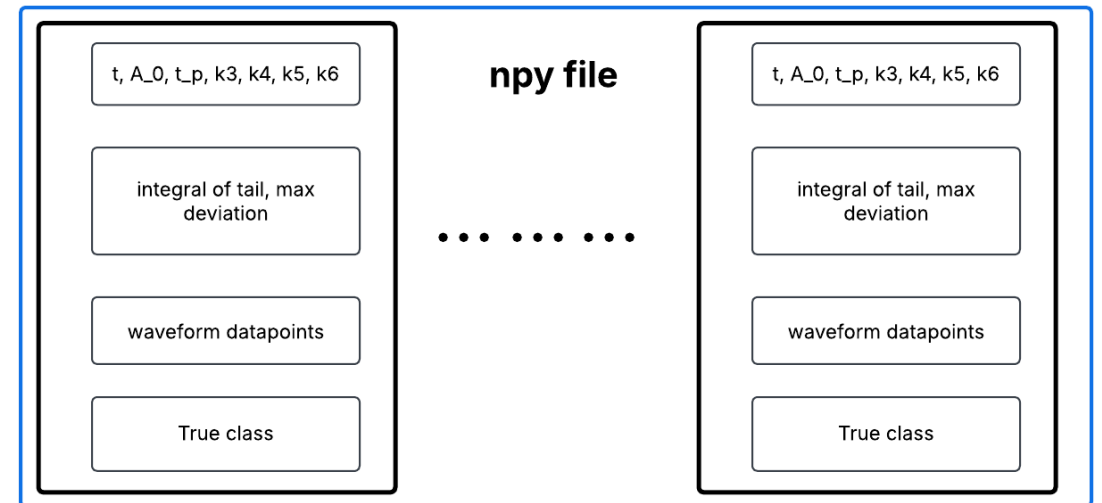 t, A_0, t_p, k3, k4, k5, k6
integral of tail, max
deviation
waveform datapoints
True class
npy file
... ... ...
t, A_0, t_p, k3, k4, k5, k6
integral of tail, max
deviation
waveform datapoints
True class